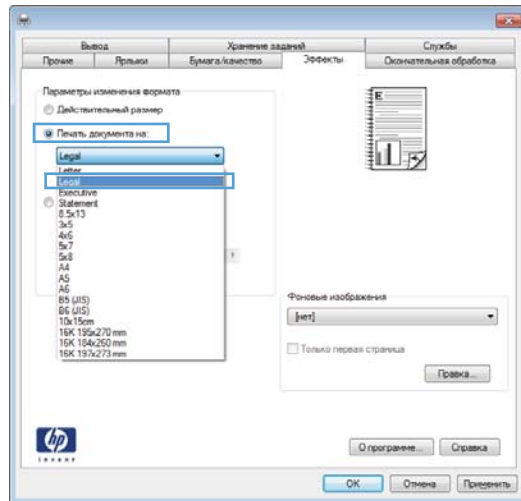 Вывод Хранение заданий Службы
Прочие Ярлыки Бумага/качество Эффекты Окончательная обработка
Параметры изменения формата
Действительный размер
Печать документа на:
Legal
Letter
Legal
Executive
Statement
8.5x13
3x5
4x6
5x7
5x8
A4
A5
A6
B5 (JIS)
B6 (JIS)
10x15cm
16K 195x270 mm
16K 184x260 mm
16K 197x273 mm
E
Фоновые изображения
[нет]
Только первая страница
Правка...
hp
invent
О программе... Справка
OK Отмена Применить